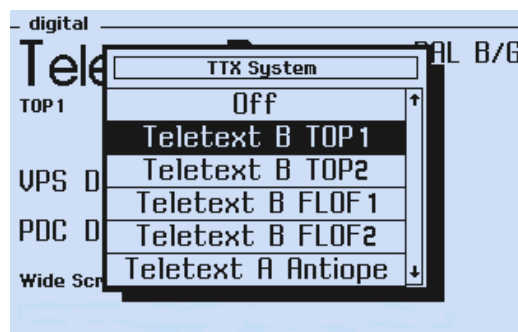 digital
Tele
PAL B/G
TTX System
TOP1
Off
Teletext B TOP1
Teletext B TOP2
VPS D
Teletext B FLOF1
PDC D
Teletext B FLOF2
Teletext A Antiope
Wide Scr